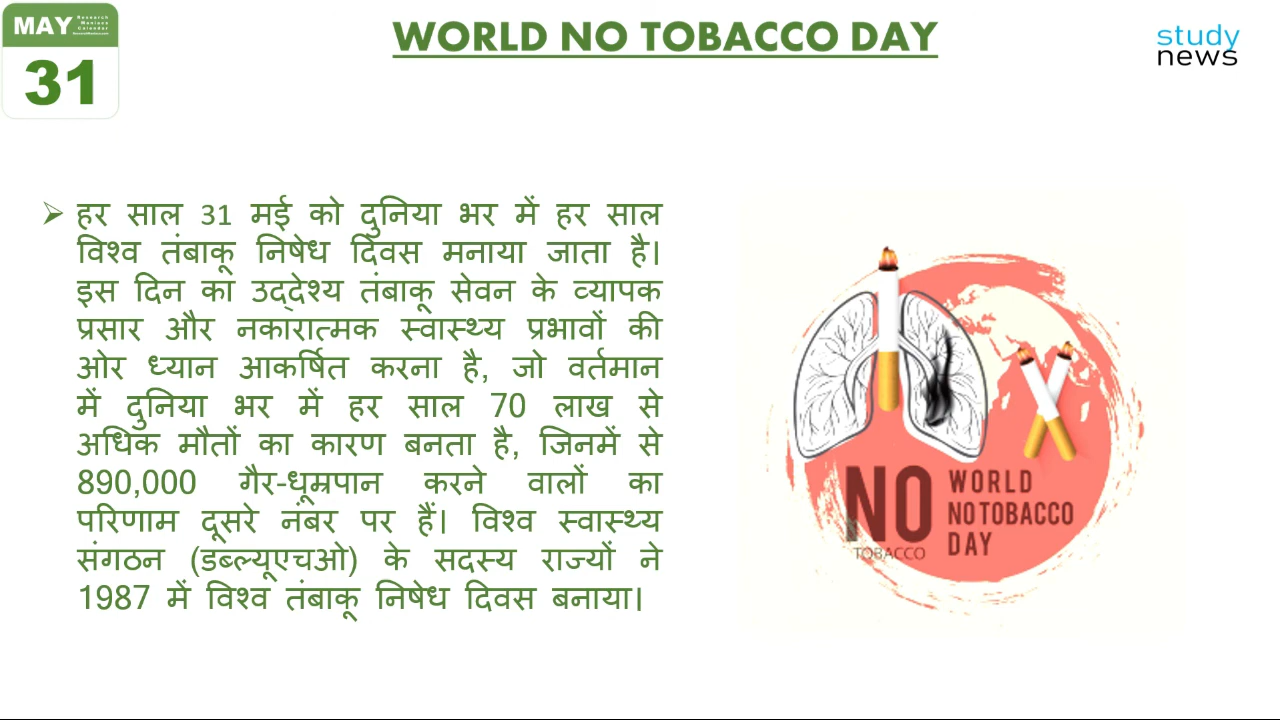 MAY
Research
Maniacs
Calendar
31
WORLD NO TOBACCO DAY
study
news
हर साल 31 मई को दुनिया भर में हर साल
विश्व तंबाकू निषेध दिवस मनाया जाता है।
इस दिन का उद्देश्य तंबाकू सेवन के व्यापक
प्रसार और नकारात्मक स्वास्थ्य प्रभावों की
ओर ध्यान आकर्षित करना है, जो वर्तमान
में दुनिया भर में हर साल 70 लाख से
अधिक मौतों का कारण बनता है, जिनमें से
890,000 गैर-धूम्रपान करने वालों का
परिणाम दूसरे नंबर पर हैं। विश्व स्वास्थ्य
संगठन (डब्ल्यूएचओ) के सदस्य राज्यों ने
1987 में विश्व तंबाकू निषेध दिवस बनाया।
NO
TOBACCO
WORLD
NO TOBACCO
DAY